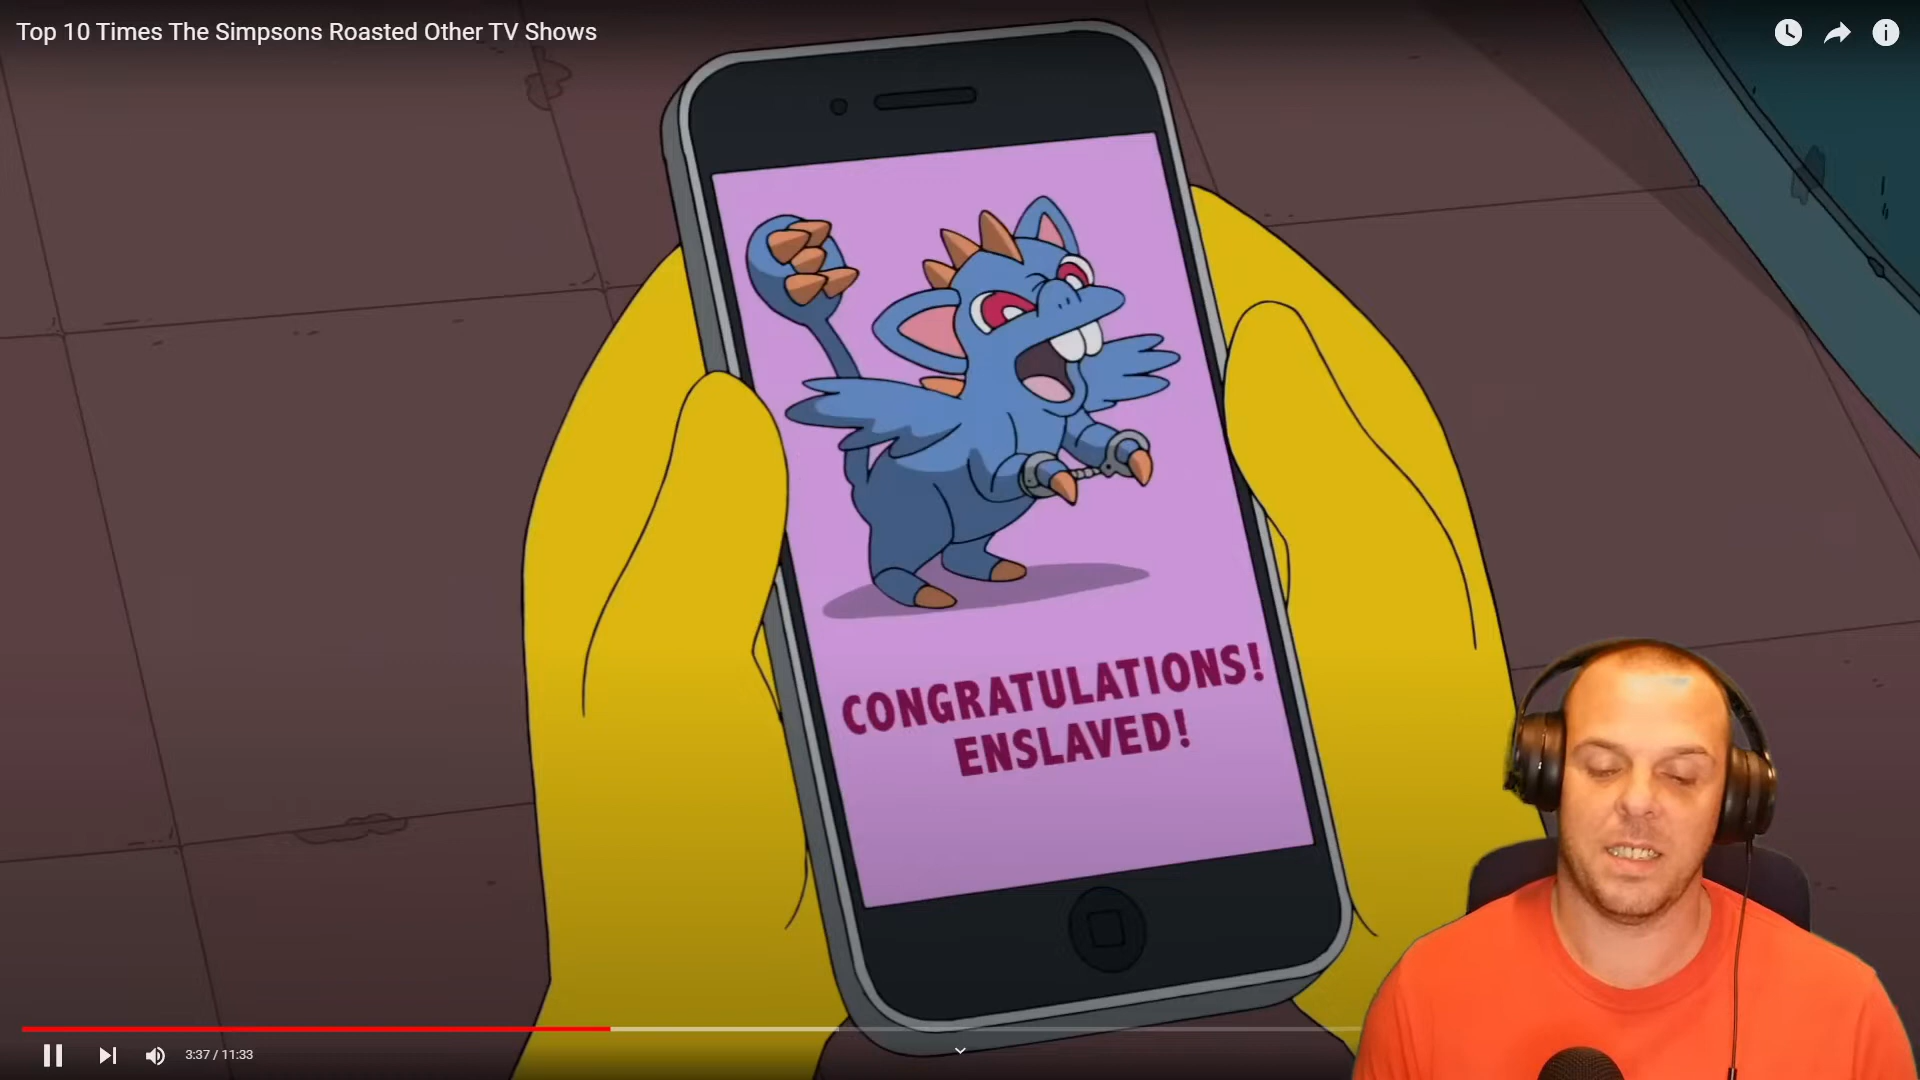 Top 10 Times The Simpsons Roasted Other TV Shows
CONGRATULATIONS!
ENSLAVED!
3:37 / 11:33